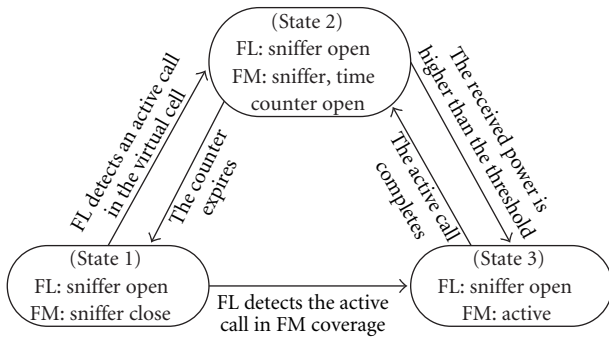 (State 2)
FL: sniffer open
FM: sniffer, time
counter open
FL detects an active call
in the virtual cell
The counter
expires
The active call
completes
The received power is
higher than the threshold
(State 1)
FL: sniffer open
FM: sniffer close
FL detects the active
call in FM coverage
(State 3)
FL: sniffer open
FM: active